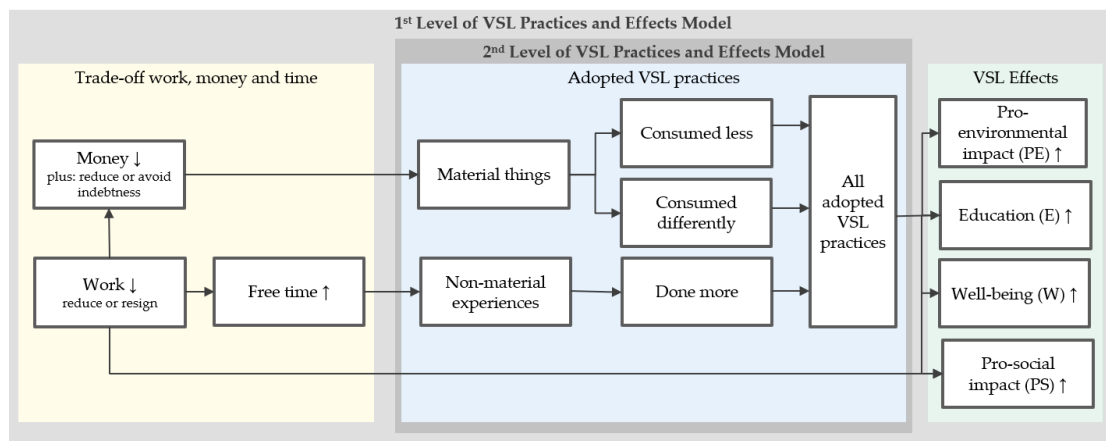 1st Level of VSL Practices and Effects Model
2nd Level of VSL Practices and Effects Model
Trade-off work, money and time
Money ↓
plus: reduce or avoid
indebtness
Work ↓
reduce or resign
Free time ↑
Adopted VSL practices
Material things
Non-material
experiences
Consumed less
Consumed
differently
Done more
All
adopted
VSL
practices
VSL Effects
Pro-
environmental
impact (PE) ↑
Education (E) ↑
Well-being (W) ↑
Pro-social
impact (PS) ↑